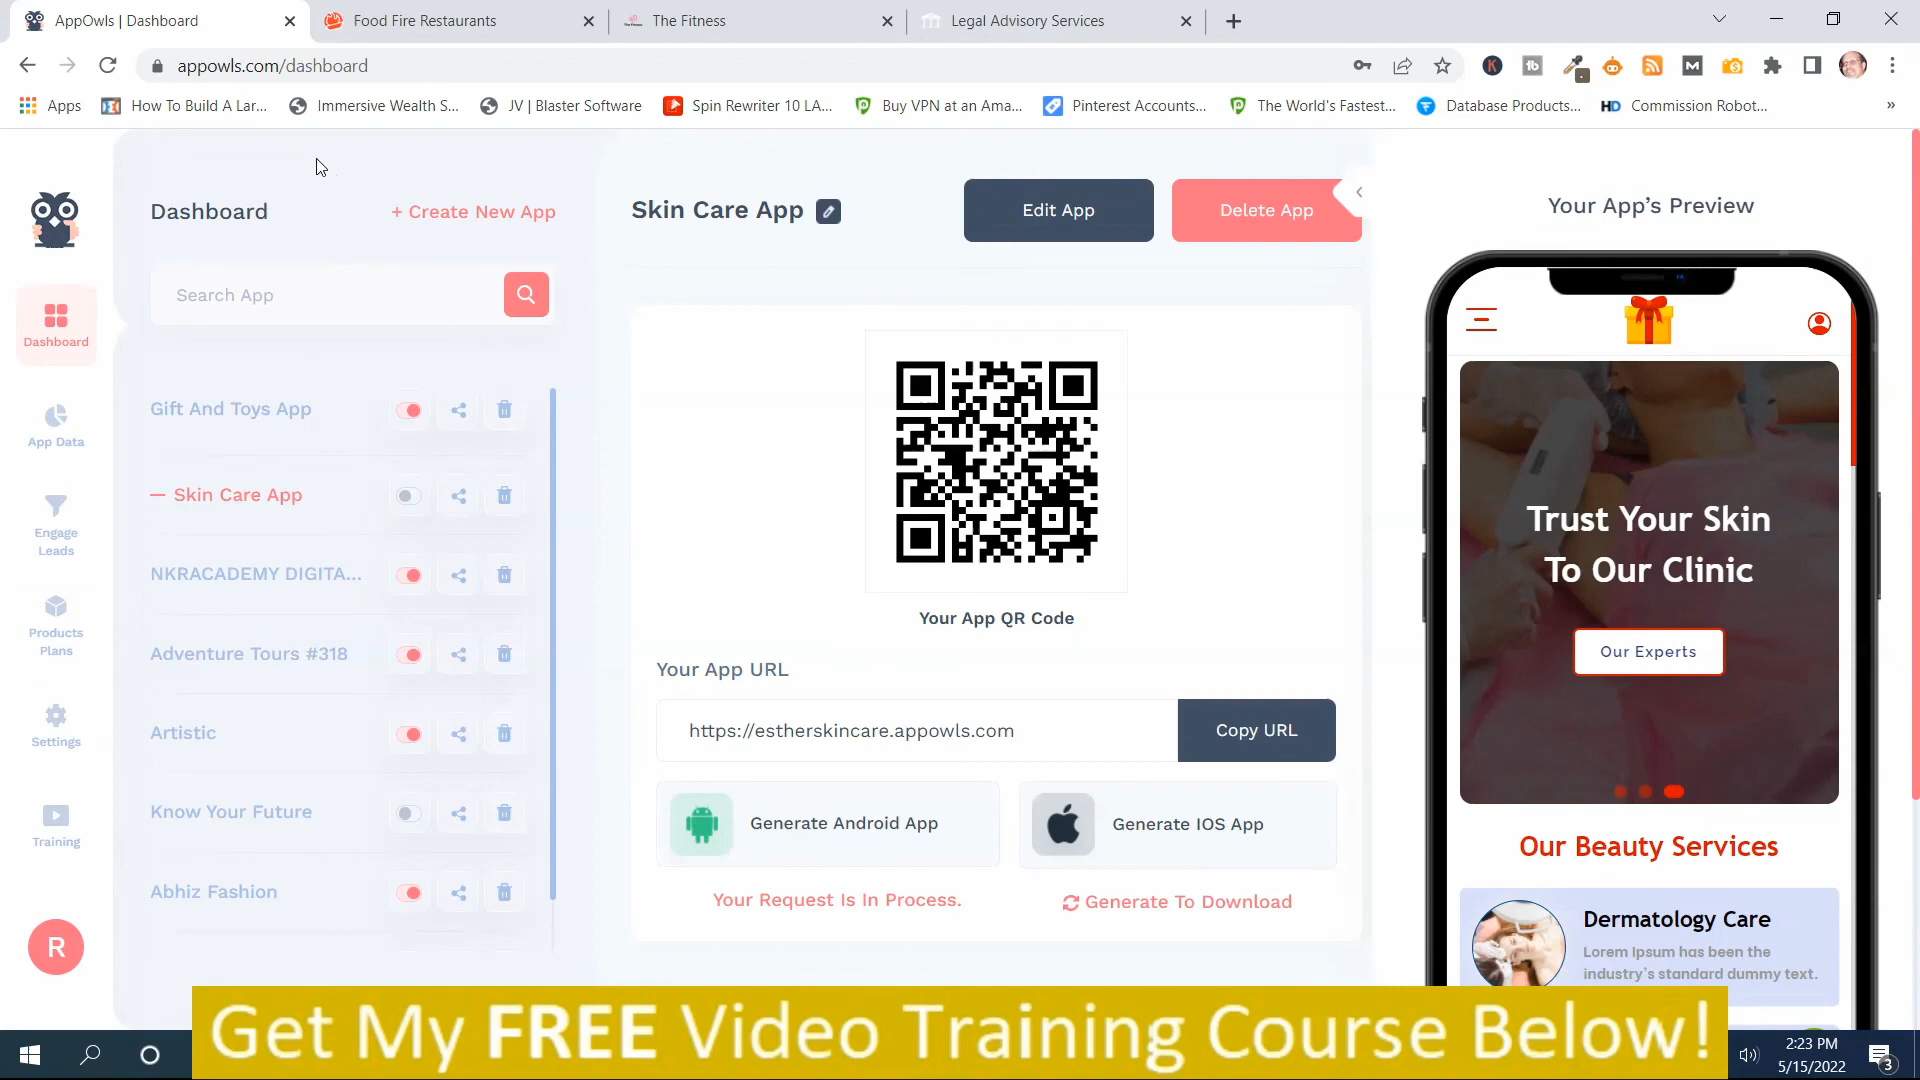 AppOwls | Dashboard
Food Fire Restaurants
The Fitness
Legal Advisory Services
appowls.com/dashboard
Apps
How To Build A Lar...
Immersive Wealth S...
JV | Blaster Software
Spin Rewriter 10 LA...
Buy VPN at an Ama...
Pinterest Accounts...
The World's Fastest...
Database Products...
HD Commission Robot...
Dashboard
+ Create New App
Search App
Dashboard
App Data
Engage
Leads
Products
Plans
Settings
Training
R
Gift And Toys App
Skin Care App
NKRACADEMY DIGITA...
Adventure Tours #318
Artistic
Know Your Future
Abhiz Fashion
Skin Care App
Edit App
Delete App
Your App QR Code
Your App URL
https://estherskincare.appowls.com
Copy URL
Generate Android App
Generate IOS App
Your Request Is In Process.
Generate To Download
Your App's Preview
Trust Your Skin
To Our Clinic
Our Experts
Our Beauty Services
Dermatology Care
Lorem Ipsum has been the
industry's standard dummy text.
Get My FREE Video Training Course Below!
2:23 PM
5/15/2022
3